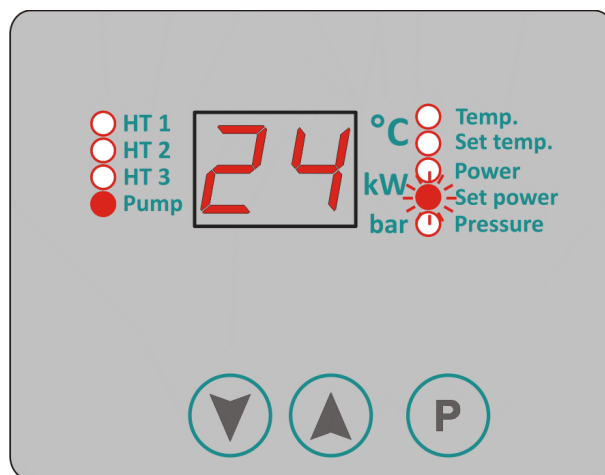 HT 1
HT 2
HT 3
Pump
24
°C
kW
bar
Temp.
Set temp.
Power
Set power
Pressure
P